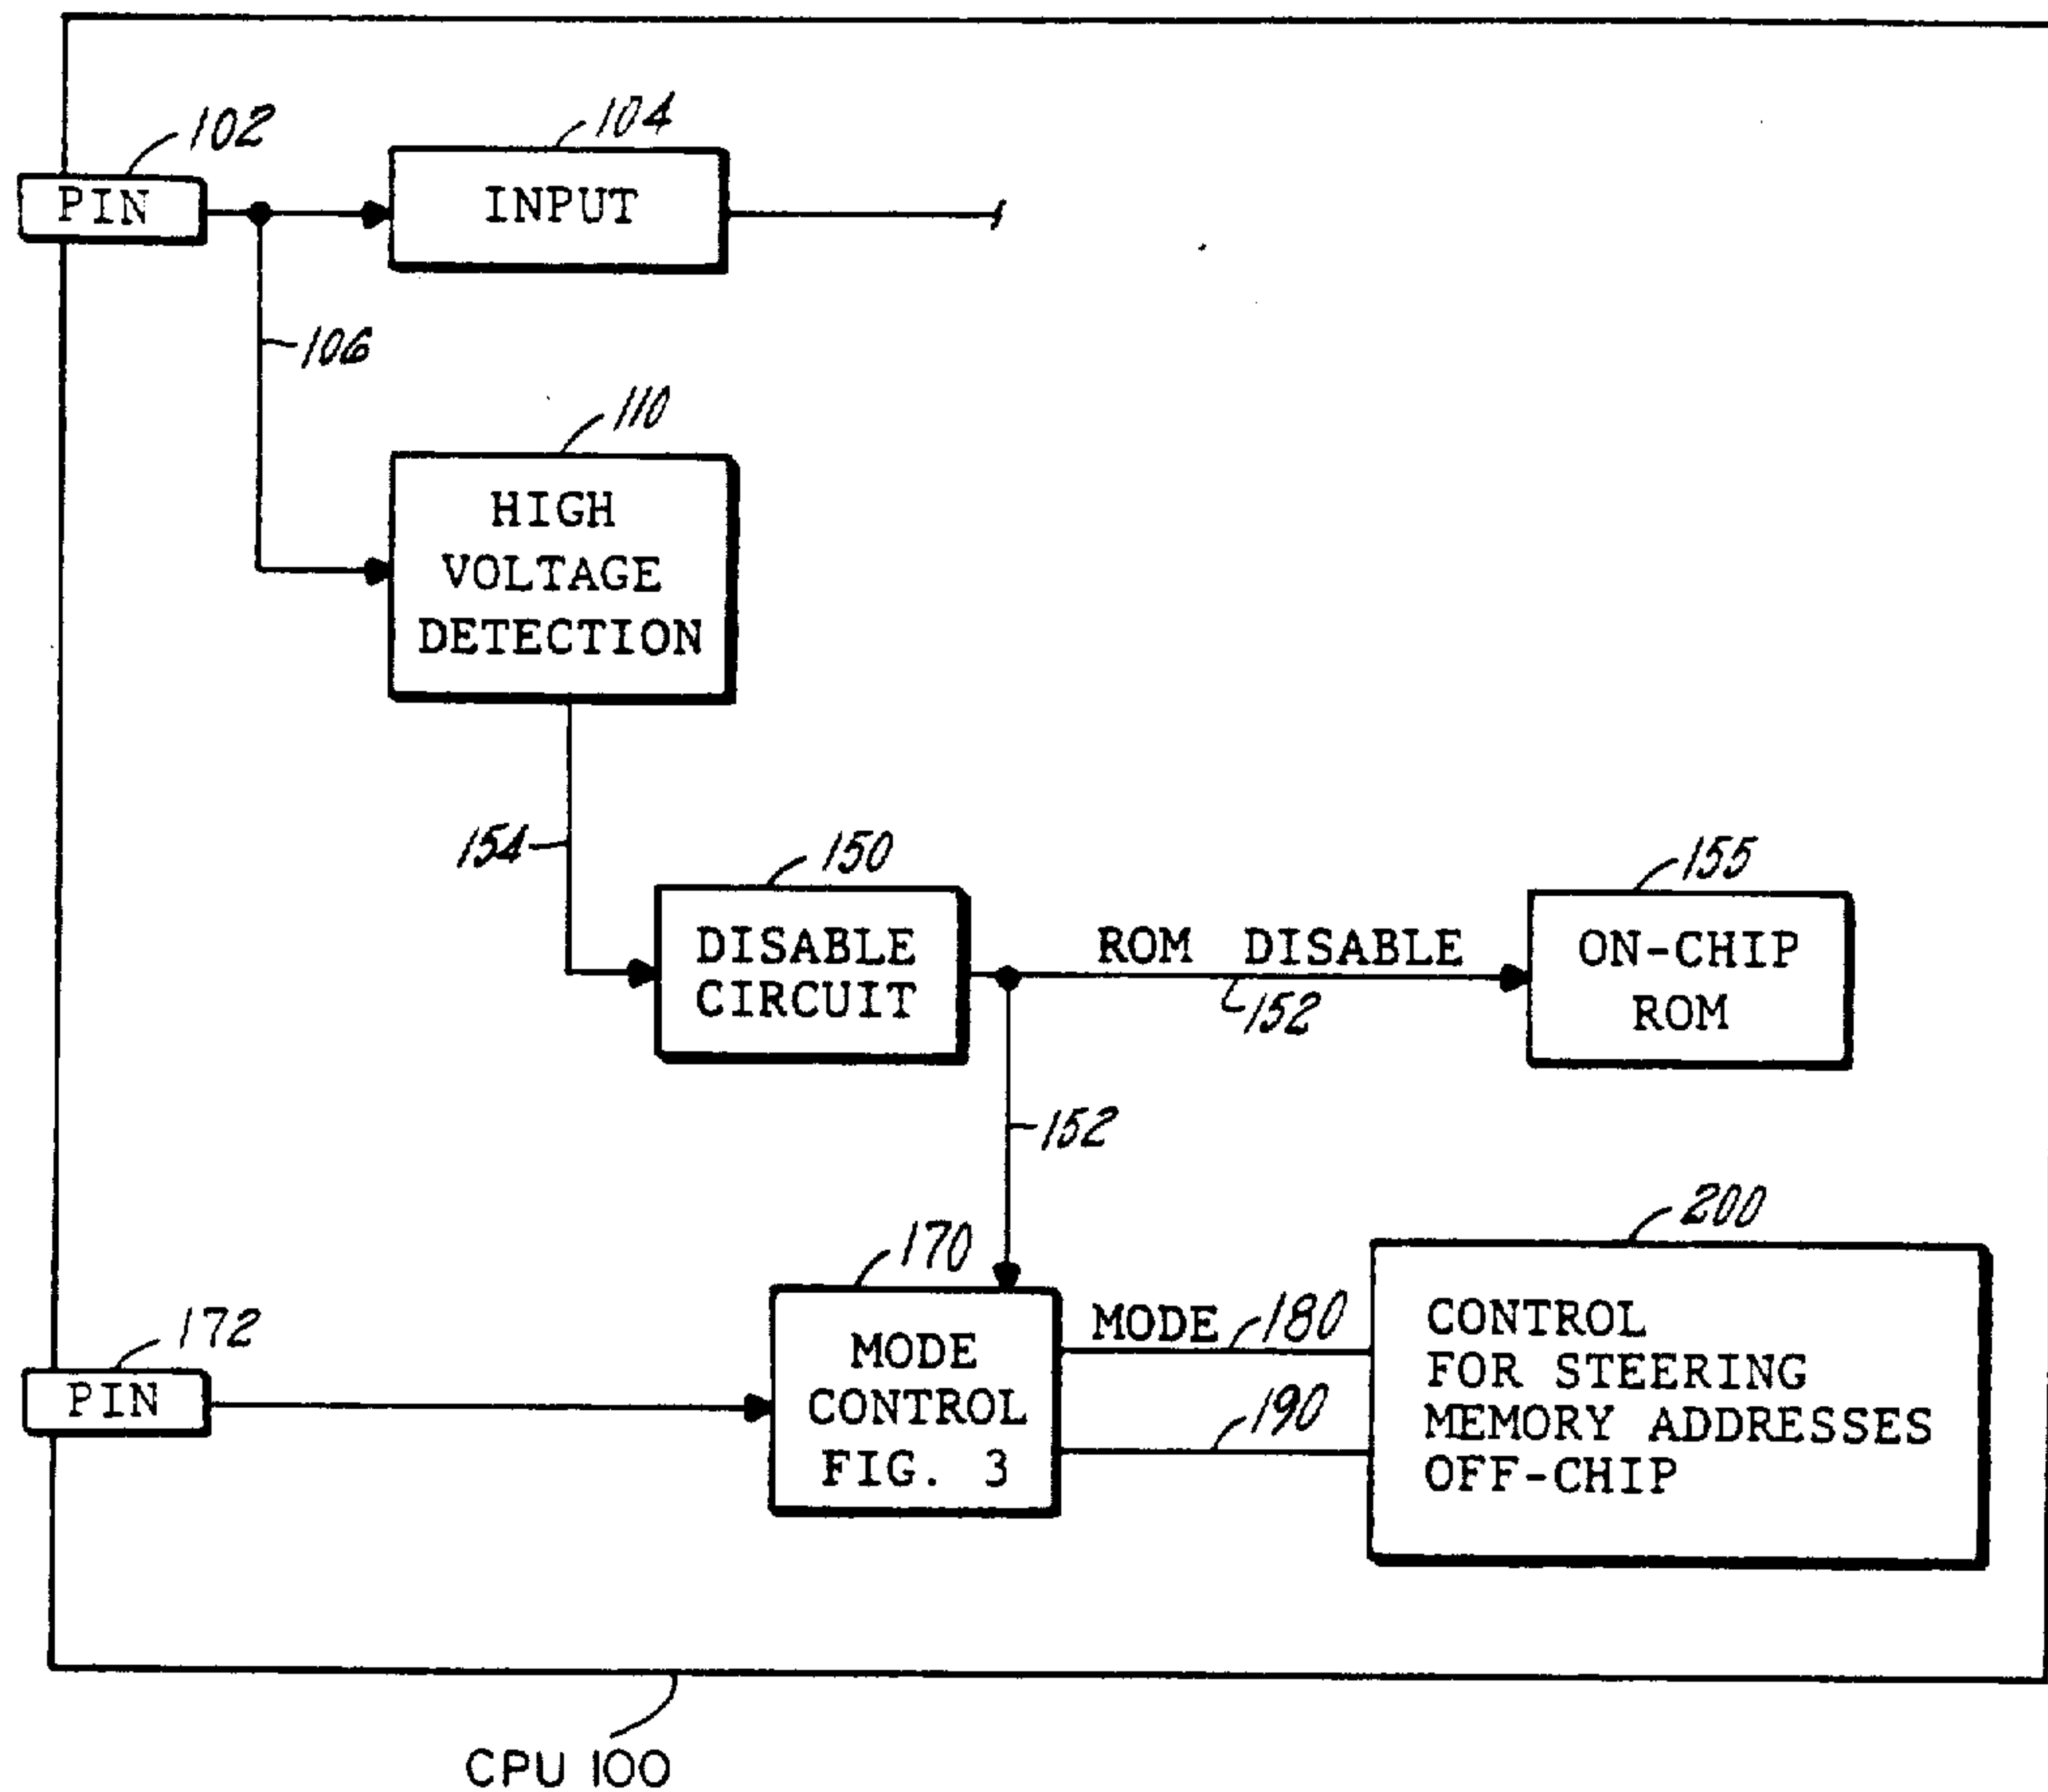 102
PIN
104
INPUT
106
110
HIGH
VOLTAGE
DETECTION
154
150
DISABLE
CIRCUIT
ROM DISABLE
152
155
ON-CHIP
ROM
152
172
PIN
170
MODE
CONTROL
FIG. 3
MODE
180
190
200
CONTROL
FOR STEERING
MEMORY ADDRESSES
OFF-CHIP
CPU 100